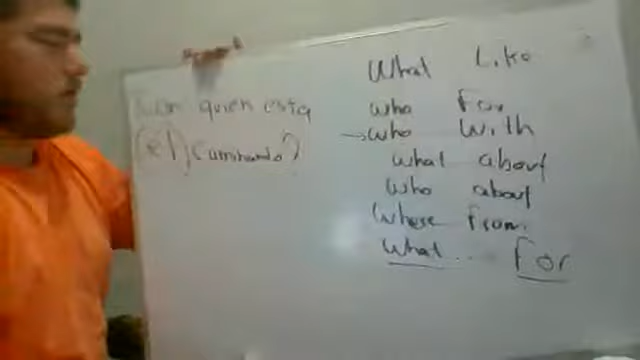 con quien esta
(el) caminando?
What Like
who For
→ who with
what about
who about
Where From.
what... For